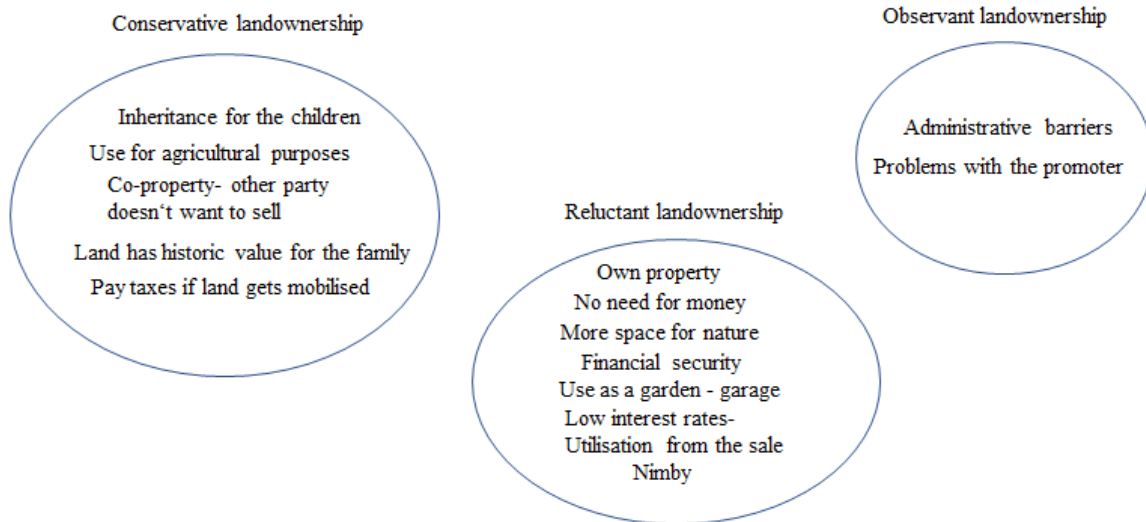 Conservative landownership
Inheritance for the children
Use for agricultural purposes
Co-property- other party
doesn‘t want to sell
Land has historic value for the family
Pay taxes if land gets mobilised
Reluctant landownership
Own property
No need for money
More space for nature
Financial security
Use as a garden - garage
Low interest rates-
Utilisation from the sale
Nimby
Observant landownership
Administrative barriers
Problems with the promoter